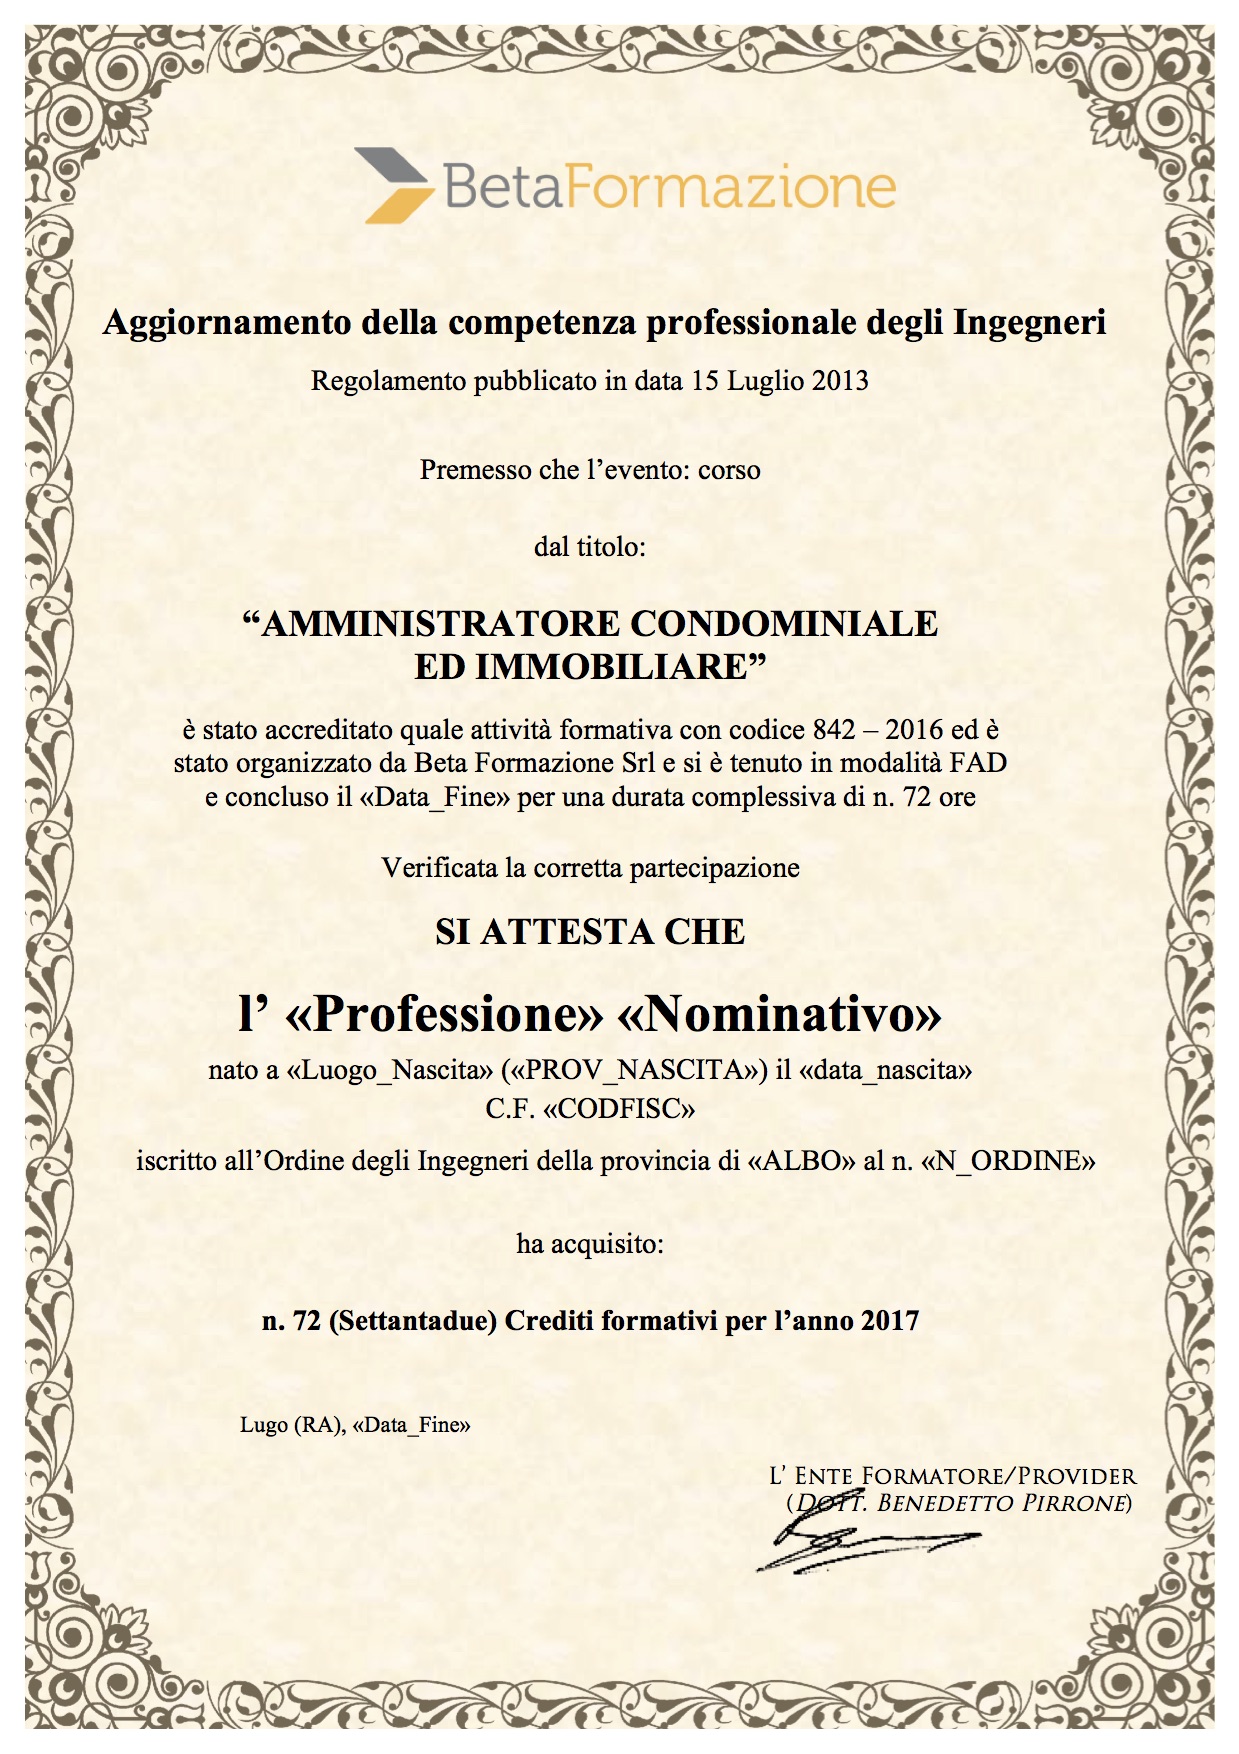 BetaFormazione
Aggiornamento della competenza professionale degli Ingegneri
Regolamento pubblicato in data 15 Luglio 2013
Premesso che l’evento: corso
dal titolo:
“AMMINISTRATORE CONDOMINIALE
ED IMMOBILIARE”
è stato accreditato quale attività formativa con codice 842 – 2016 ed è
stato organizzato da Beta Formazione Srl e si è tenuto in modalità FAD
e concluso il «Data_Fine» per una durata complessiva di n. 72 ore
Verificata la corretta partecipazione
SI ATTESTA CHE
l’ «Professione» «Nominativo»
nato a «Luogo_Nascita» («PROV_NASCITA») il «data_nascita»
C.F. «CODFISC»
iscritto all’Ordine degli Ingegneri della provincia di «ALBO» al n. «N_ORDINE»
ha acquisito:
n. 72 (Settantadue) Crediti formativi per l’anno 2017
Lugo (RA), «Data_Fine»
L’ ENTE FORMATORE/PROVIDER
(DOTT. BENEDETTO PIRRONE)